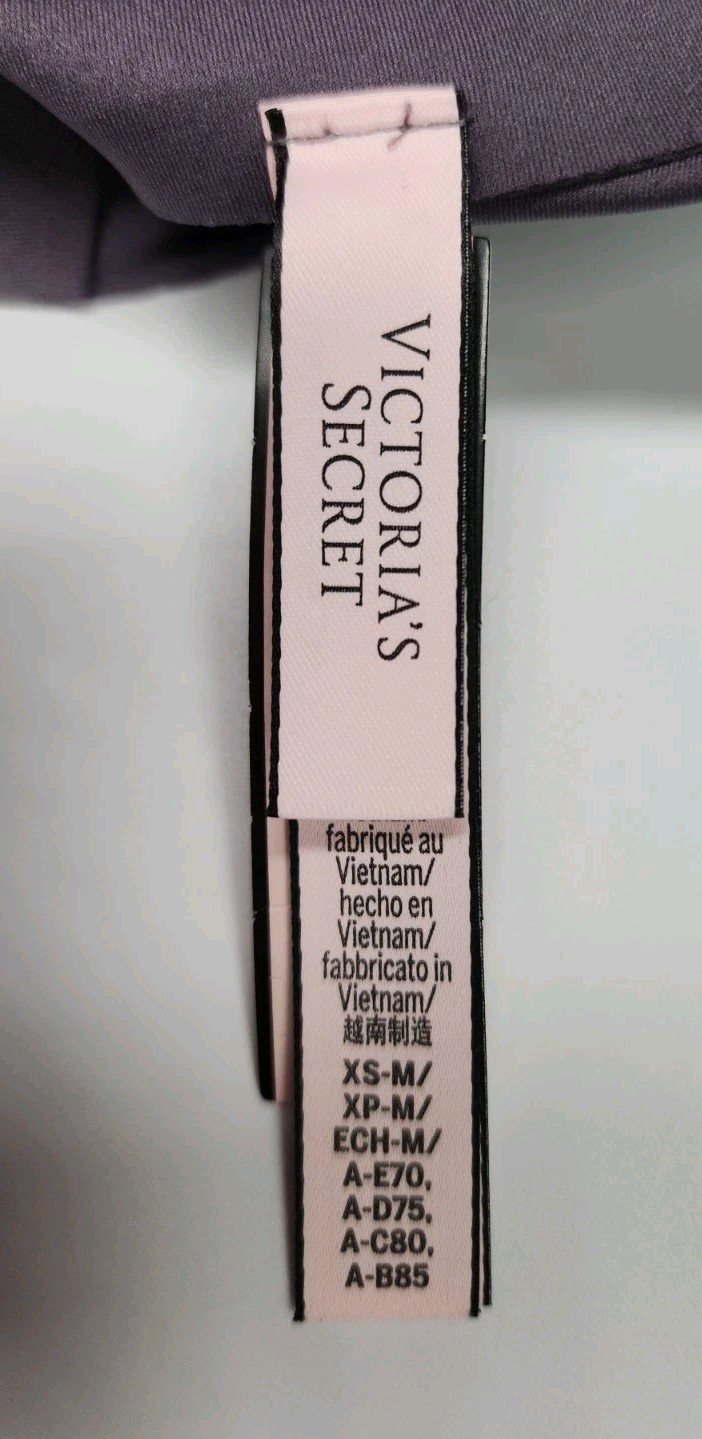 VICTORIA'S
SECRET
fabriqué au
Vietnam/
hecho en
Vietnam/
fabbricato in
Vietnam/
越南制造
XS-M/
XP-M/
ECH-M/
A-E70,
A-D75,
A-C80,
A-B85